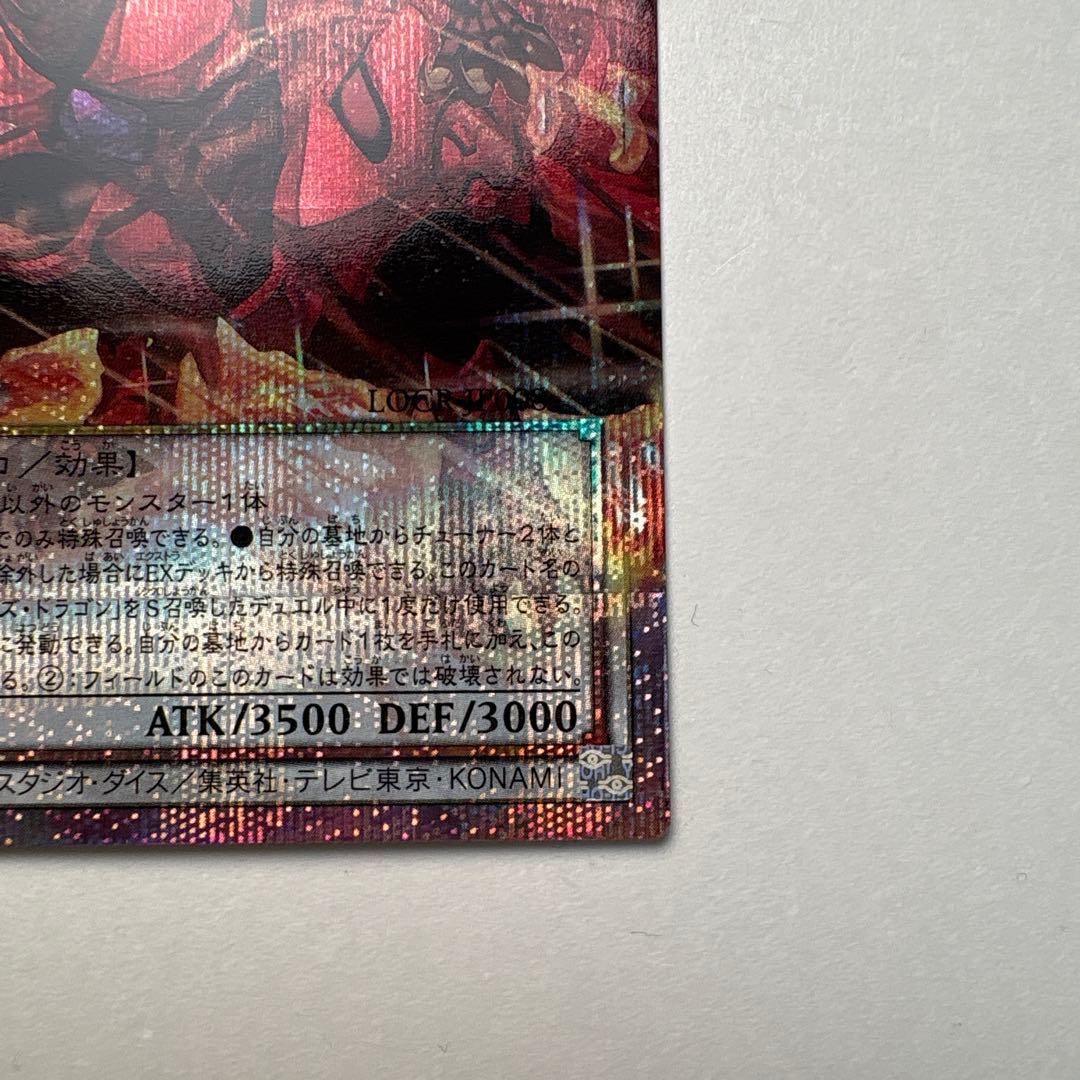 LOCR-JP003
コ／効果】
以外のモンスター1体
でのみ特殊召喚できる。●自分の墓地からチューナー2体と
除外した場合にEXデッキから特殊召喚できる。このカード名の
ズ・ドラゴン」をS召喚したデュエル中に1度だけ使用できる。
に発動できる。自分の墓地からカード1枚を手札に加え、この
る。②：フィールドのこのカードは効果では破壊されない。
ATK/3500 DEF/3000
スタジオ・ダイス／集英社・テレビ東京・KONAMI